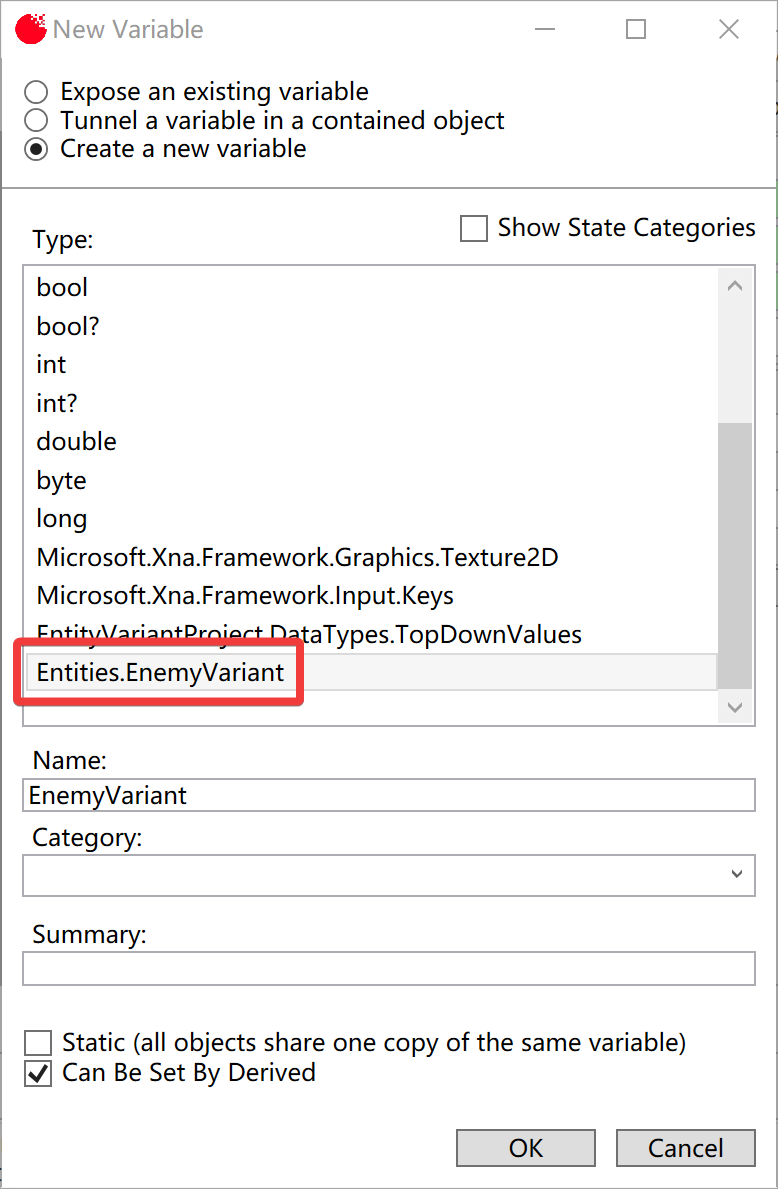 New Variable
Expose an existing variable
Tunnel a variable in a contained object
Create a new variable
Show State Categories
Type:
bool
bool?
int
int?
double
byte
long
Microsoft.Xna.Framework.Graphics.Texture2D
Microsoft.Xna.Framework.Input.Keys
EntityVariantProject.DataTypes.TopDownValues
Entities.EnemyVariant
Name:
EnemyVariant
Category:
Summary:
Static (all objects share one copy of the same variable)
Can Be Set By Derived
OK
Cancel